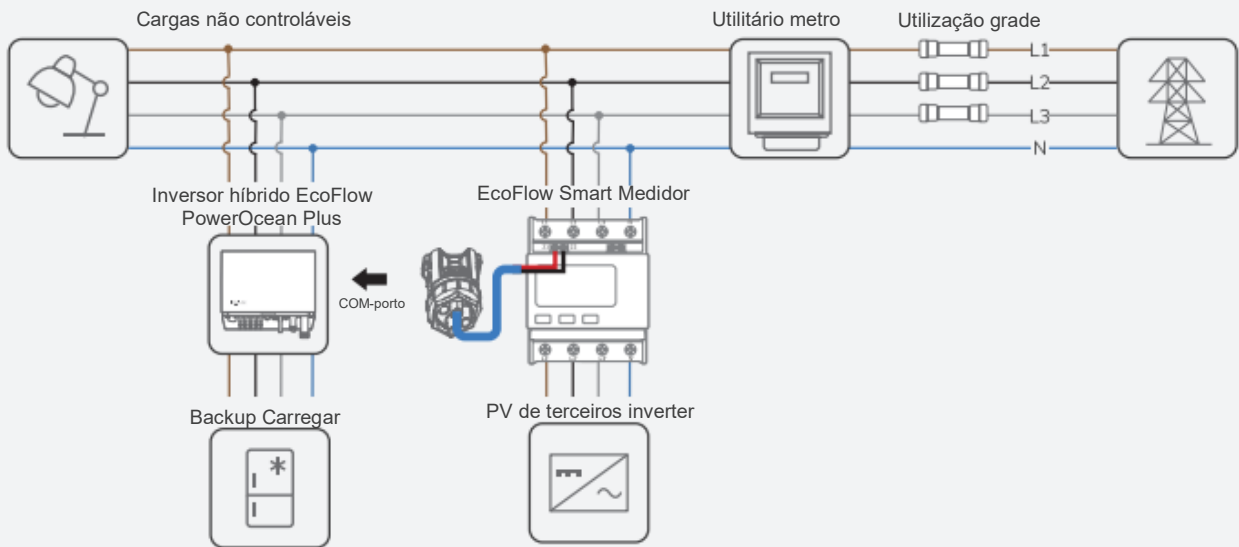 Cargas não controláveis
Utilitário metro
Utilização grade
L1
L2
L3
N
Inversor híbrido EcoFlow
PowerOcean Plus
EcoFlow Smart Medidor
COM-porto
Backup Carregar
PV de terceiros inverter